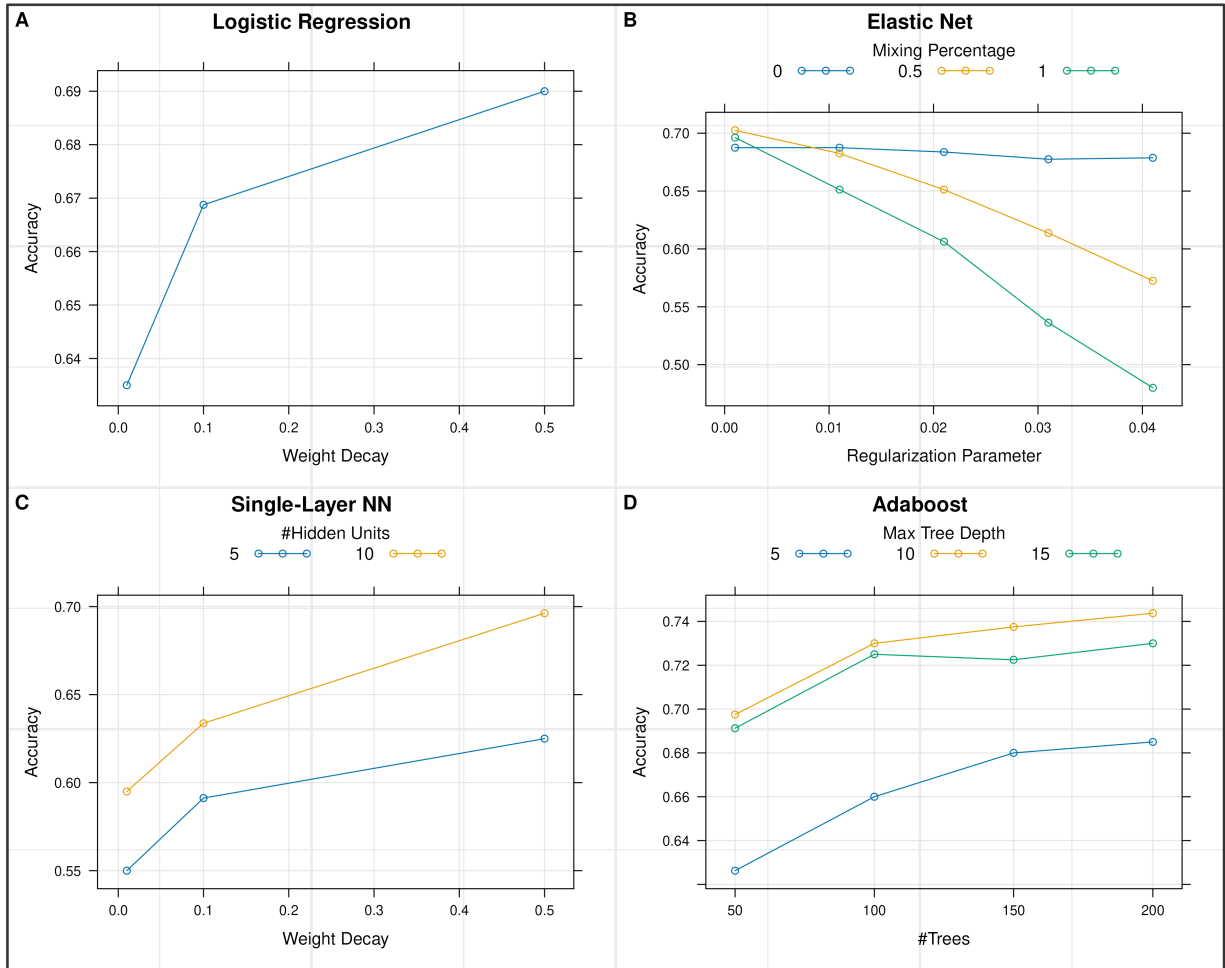 A
Logistic Regression
0.69
0.68
0.67
0.66
0.65
0.64
Accuracy
0.0 0.1 0.2 0.3 0.4 0.5
Weight Decay
B
Elastic Net
Mixing Percentage
0 0.5 1
0.70
0.65
0.60
0.55
0.50
Accuracy
0.00 0.01 0.02 0.03 0.04
Regularization Parameter
C
Single-Layer NN
#Hidden Units
5 10
0.70
0.65
0.60
0.55
Accuracy
0.0 0.1 0.2 0.3 0.4 0.5
Weight Decay
D
Adaboost
Max Tree Depth
5 10 15
0.74
0.72
0.70
0.68
0.66
0.64
Accuracy
50 100 150 200
#Trees